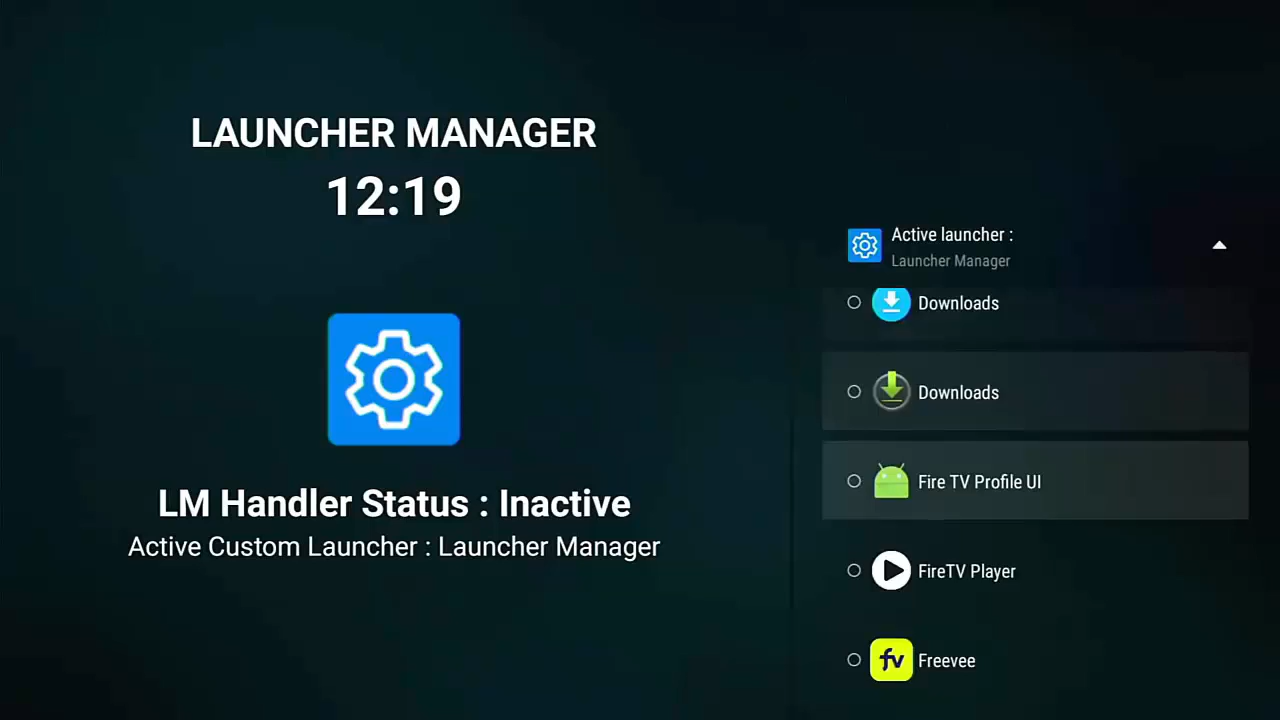 LAUNCHER MANAGER
12:19
LM Handler Status : Inactive
Active Custom Launcher : Launcher Manager
Active launcher :
Launcher Manager
Downloads
Downloads
Fire TV Profile UI
FireTV Player
fv Freevee